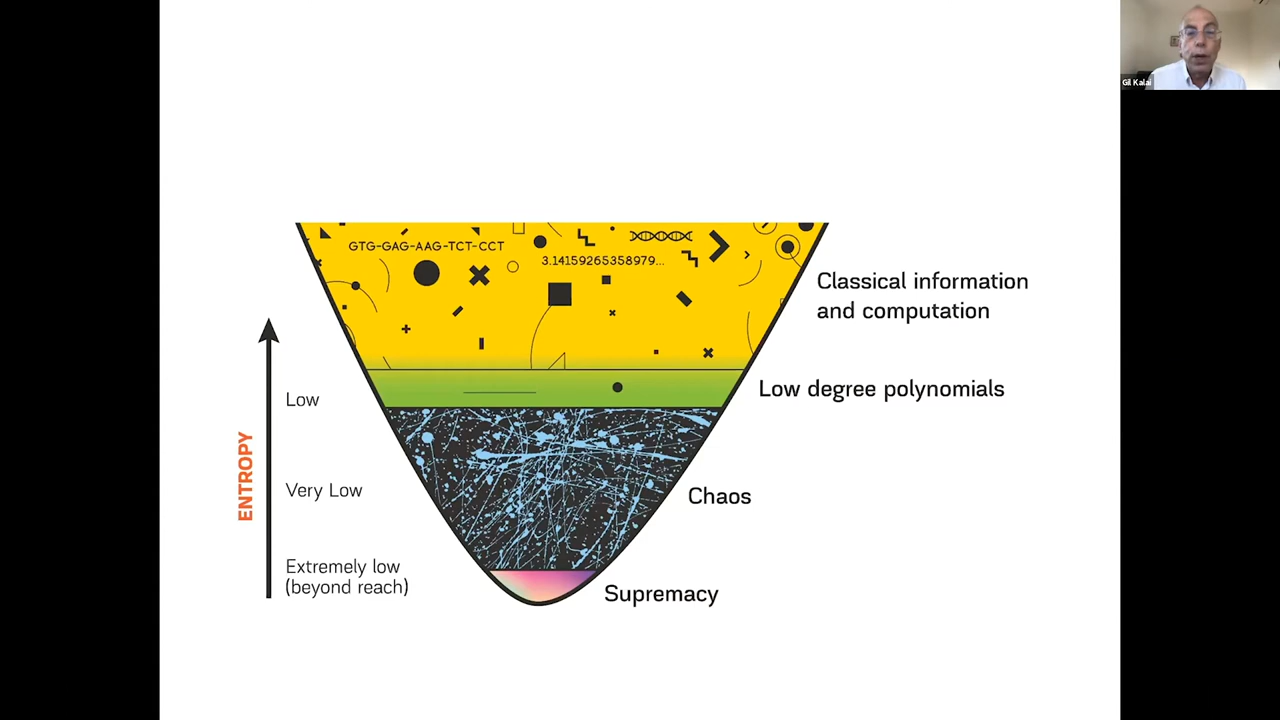 Gil Kalai
GTG-GAG-AAG-TCT-CCT
3.14159265358979...
Classical information
and computation
Low degree polynomials
Low
ENTROPY
Very Low
Chaos
Extremely low
(beyond reach)
Supremacy